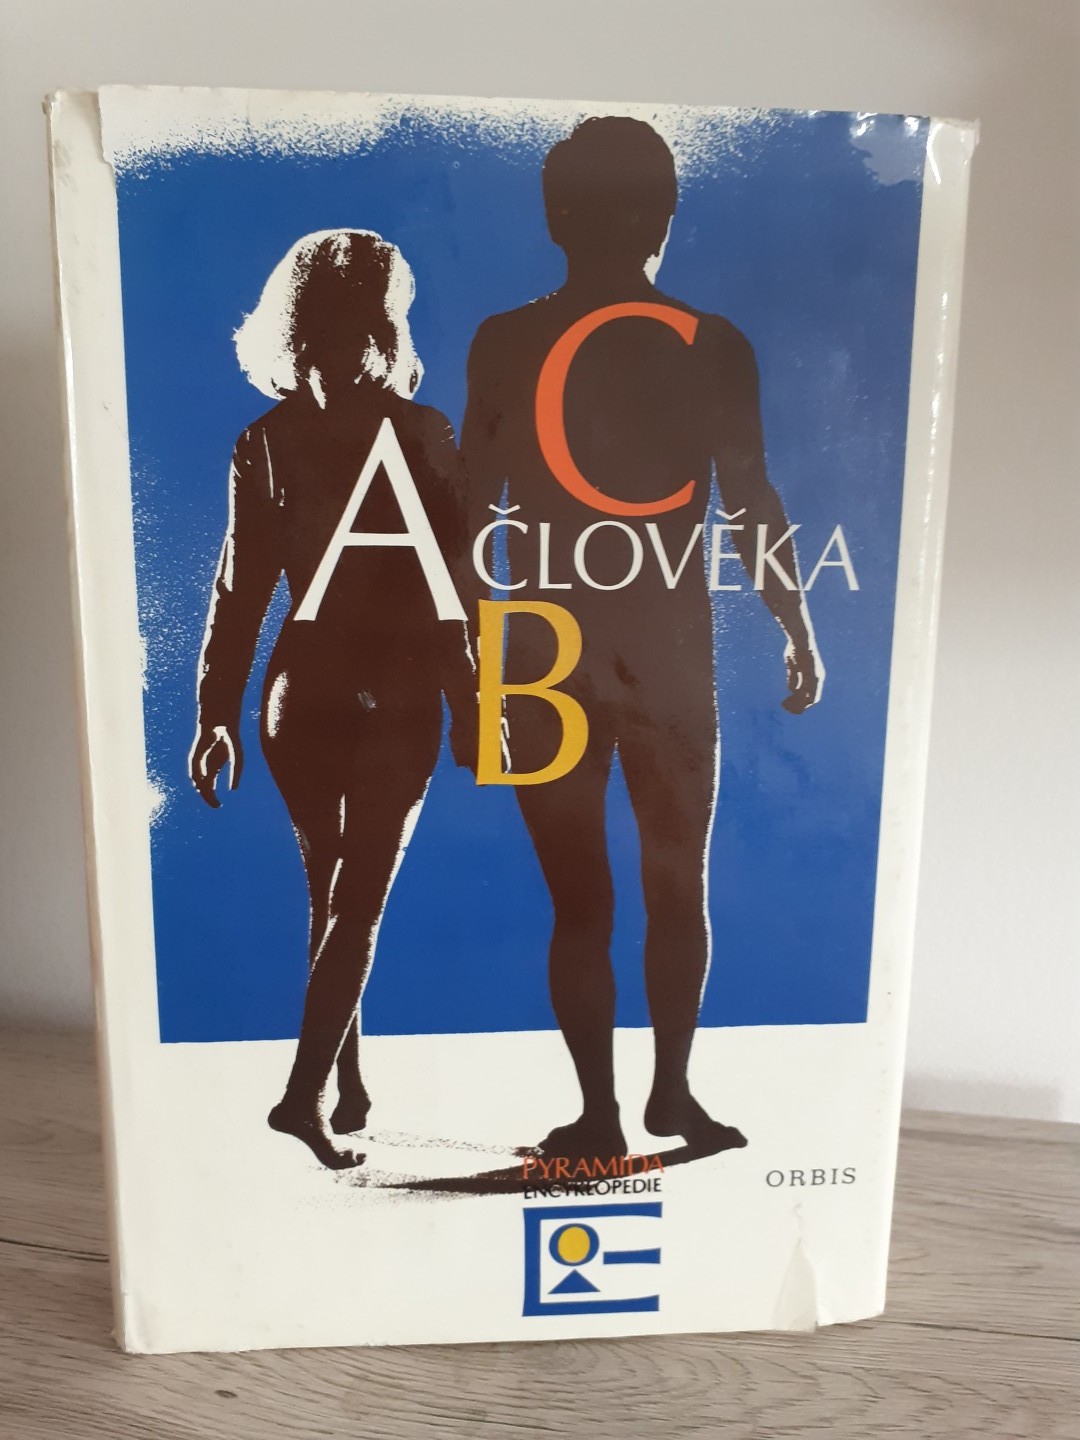 A
B
C
ČLOVĚKA
PYRAMIDA
ENCYKLOPEDIE
ORBIS